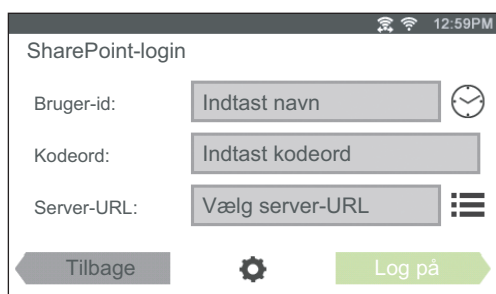 12:59PM
SharePoint-login
Bruger-id: Indtast navn
Kodeord: Indtast kodeord
Server-URL: Vælg server-URL
Tilbage Log på